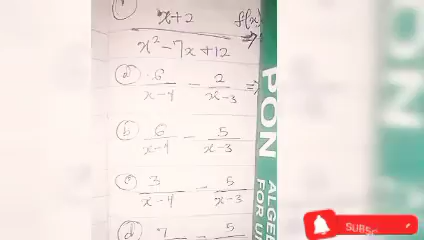 ① x+2 f(x)
x² - 7x + 12 ⇒
ⓐ 6/x-4 - 2/x-3 ⇒
ⓑ 6/x-4 - 5/x-3
ⓒ 3/x-4 - 5/x-3
ⓓ 7 - 5
PON
ALGE
FOR U
SUBS